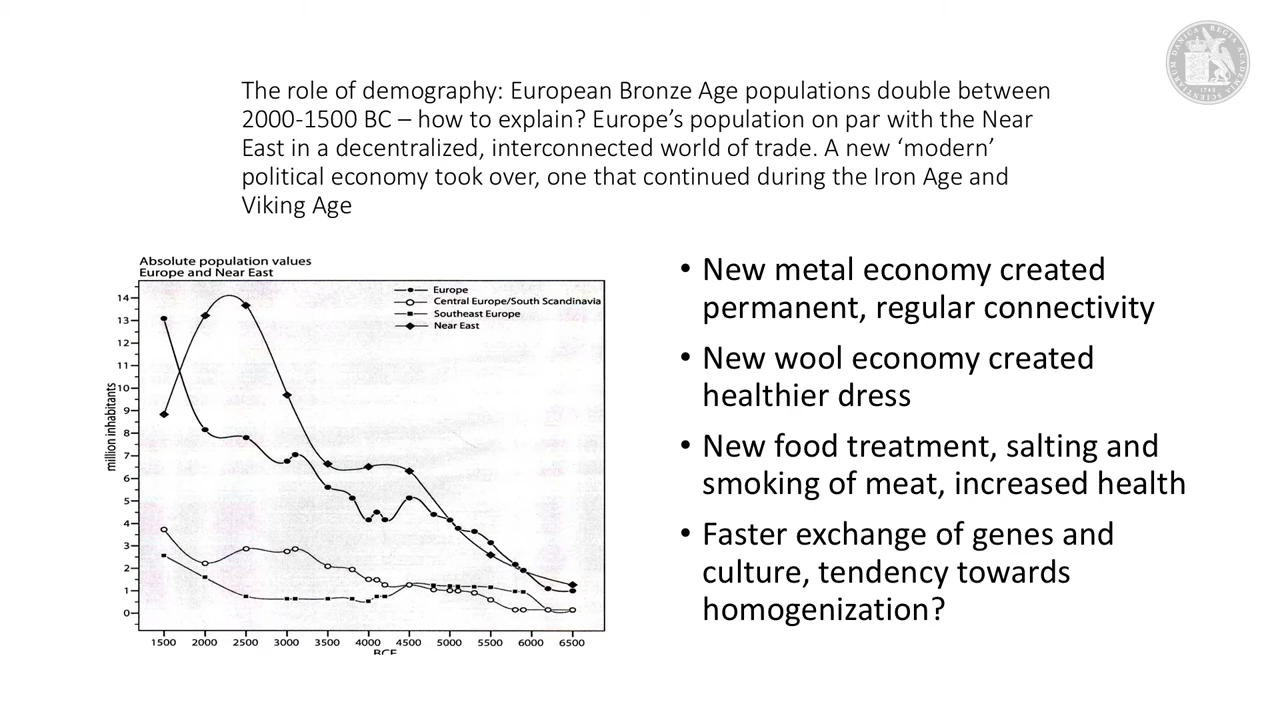 The role of demography: European Bronze Age populations double between
2000-1500 BC – how to explain? Europe’s population on par with the Near
East in a decentralized, interconnected world of trade. A new ‘modern’
political economy took over, one that continued during the Iron Age and
Viking Age
Absolute population values
Europe and Near East
Europe
Central Europe/South Scandinavia
Southeast Europe
Near East
million inhabitants
14
13
12
11
10
9
8
7
6
5
4
3
2
1
0
1500 2000 2500 3000 3500 4000 4500 5000 5500 6000 6500
BCE
• New metal economy created
permanent, regular connectivity
• New wool economy created
healthier dress
• New food treatment, salting and
smoking of meat, increased health
• Faster exchange of genes and
culture, tendency towards
homogenization?